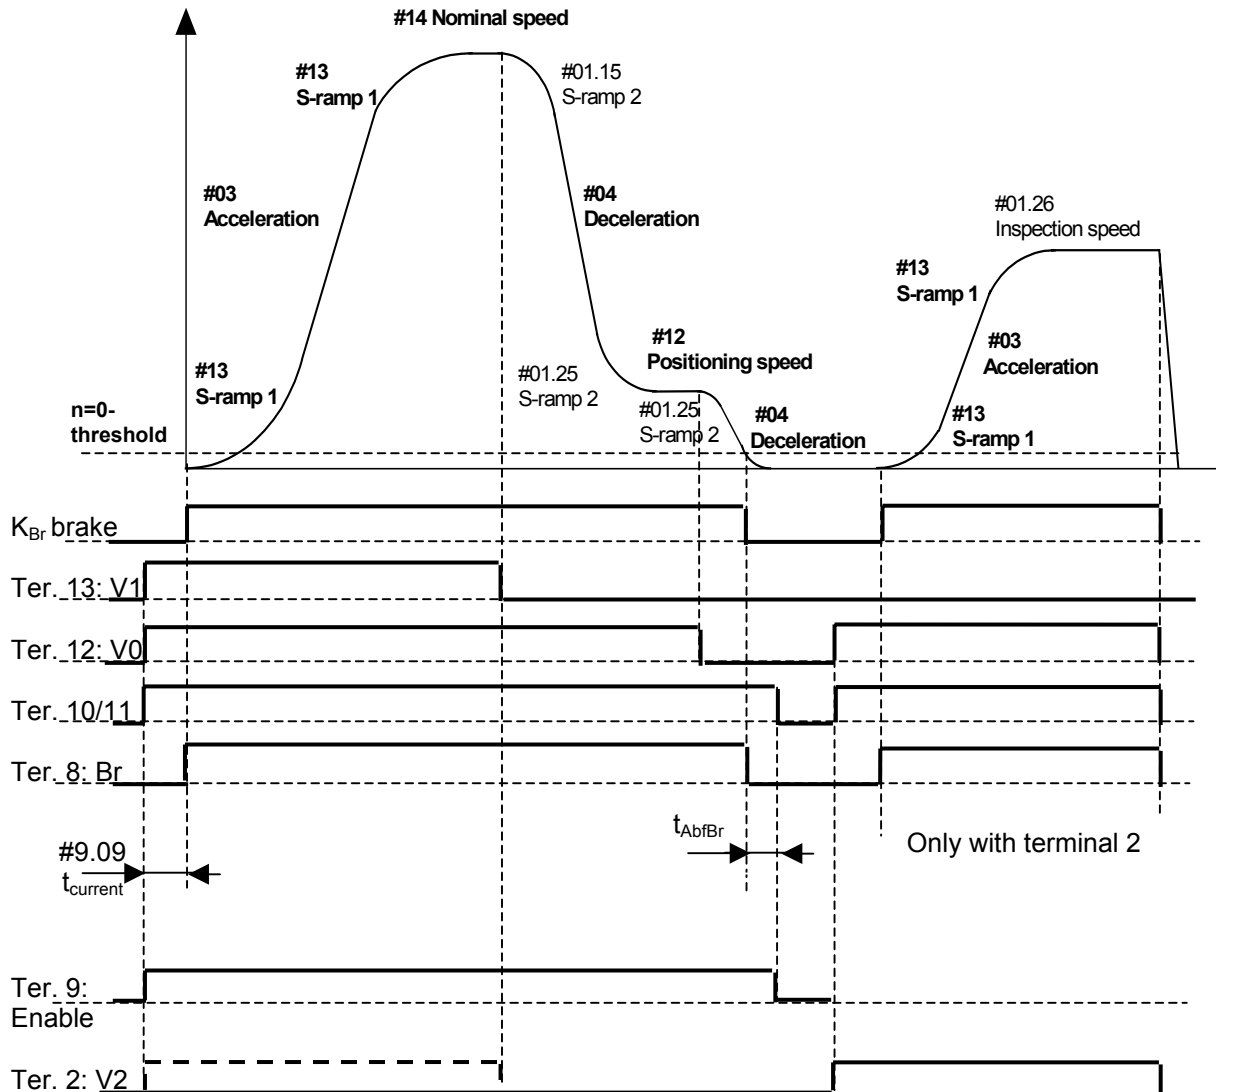 #14 Nominal speed
#13
S-ramp 1
#01.15
S-ramp 2
#03
Acceleration
#04
Deceleration
#01.26
Inspection speed
#13
S-ramp 1
#12
Positioning speed
#03
Acceleration
#13
S-ramp 1
#01.25
S-ramp 2
#01.25
S-ramp 2
#04
Deceleration
#13
S-ramp 1
n=0-
threshold
KBr brake
Ter. 13: V1
Ter. 12: V0
Ter. 10/11
Ter. 8: Br
#9.09
tcurrent
tAbfBr
Only with terminal 2
Ter. 9:
Enable
Ter. 2: V2